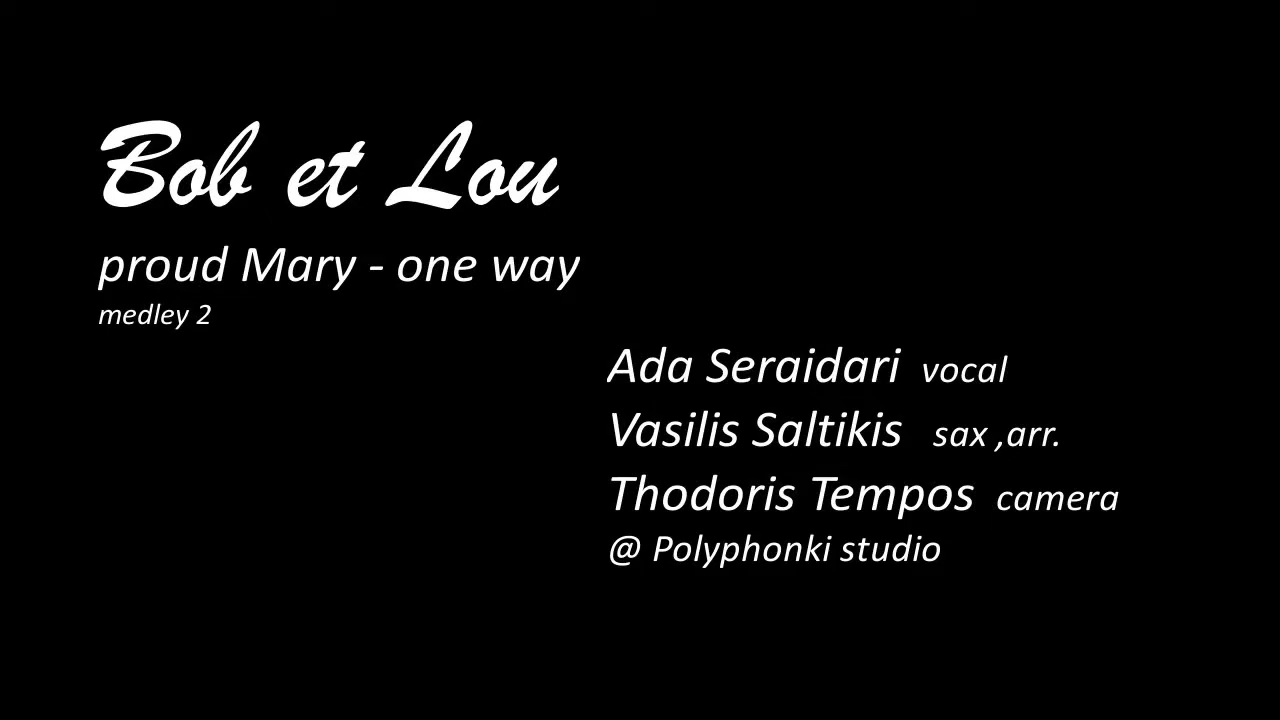 Bob et Lou
proud Mary - one way
medley 2
Ada Seraidari vocal
Vasilis Saltikis sax ,arr.
Thodoris Tempos camera
@ Polyphonki studio